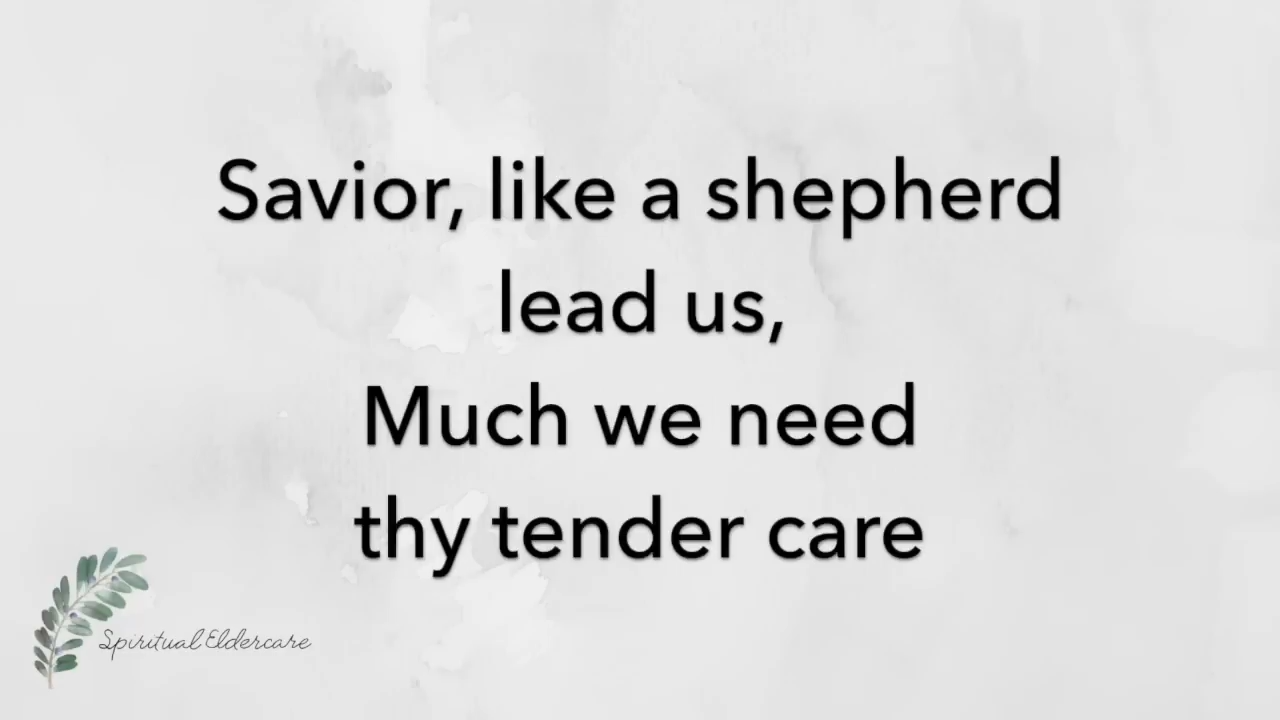 Savior, like a shepherd
lead us,
Much we need
thy tender care
Spiritual Eldercare